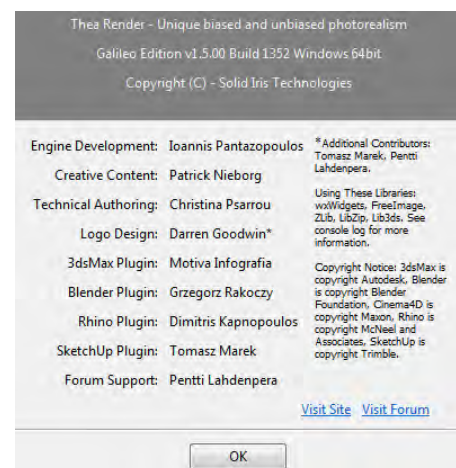 Thea Render - Unique biased and unbiased photorealism
Galileo Edition v1.5.00 Build 1352 Windows 64bit
Copyright (C) - Solid Iris Technologies
Engine Development: Ioannis Pantazopoulos
Creative Content: Patrick Nieborg
Technical Authoring: Christina Psarrou
Logo Design: Darren Goodwin*
3dsMax Plugin: Motiva Infografia
Blender Plugin: Grzegorz Rakoczy
Rhino Plugin: Dimitris Kapnopoulos
SketchUp Plugin: Tomasz Marek
Forum Support: Pentti Lahdenpera
*Additional Contributors:
Tomasz Marek, Pentti
Lahdenpera.
Using These Libraries:
wxWidgets, FreeImage,
ZLib, LibZip, Lib3ds. See
console log for more
information.
Copyright Notice: 3dsMax is
copyright Autodesk, Blender
is copyright Blender
Foundation, Cinema4D is
copyright Maxon, Rhino is
copyright McNeel and
Associates, SketchUp is
copyright Trimble.
Visit Site Visit Forum
OK